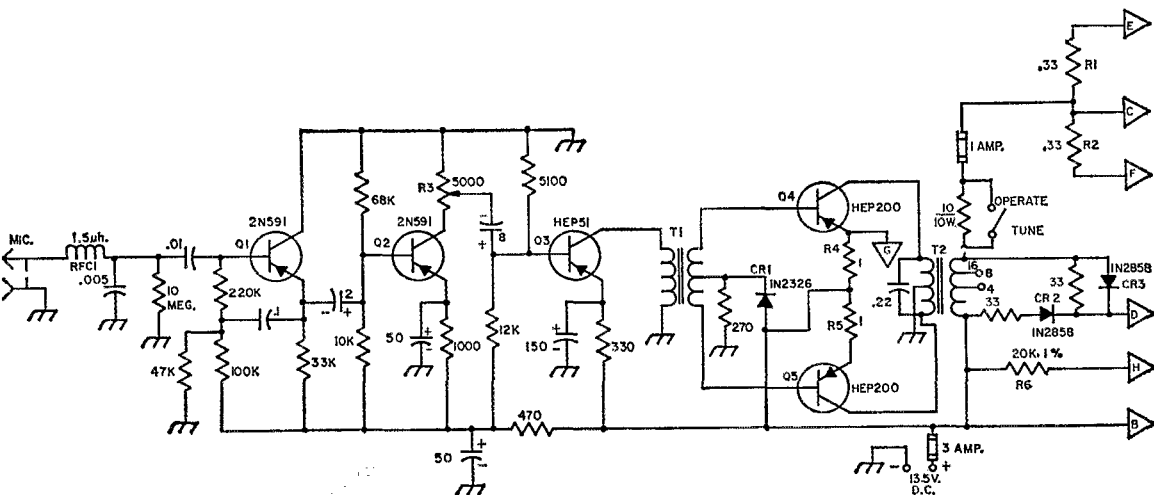 E
.33
R1
C
1 AMP.
.33
R2
F
R3
5000
5100
68K
8
Q4
HEP200
10
10W.
OPERATE
TUNE
MIC.
1.5µh.
RFC1
.005
.01
Q1
2N591
Q2
2N591
Q3
HEP51
T1
R4
1
G
T2
16
8
4
1N2858
CR3
10
MEG.
220K
.1
2
CR1
1N2326
.22
33
33
CR2
1N2858
D
47K
100K
33K
10K
50
1000
12K
150
330
270
R5
1
Q5
HEP200
20K.1%
R6
H
470
B
50
3 AMP.
13.5V.
D.C.